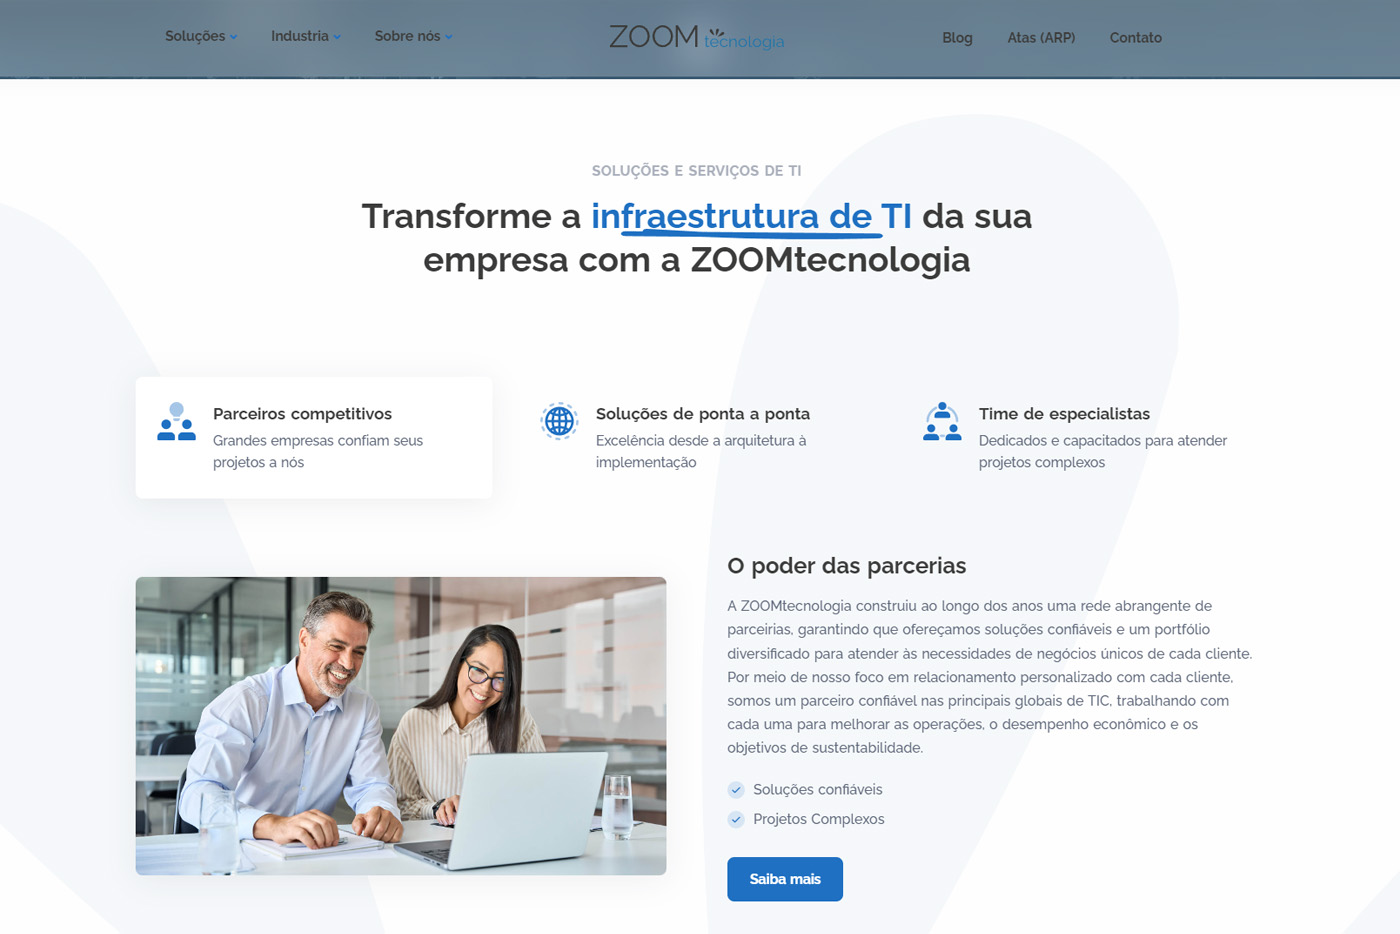 Soluções
Industria
Sobre nós
ZOOM tecnologia
Blog
Atas (ARP)
Contato
SOLUÇÕES E SERVIÇOS DE TI
Transforme a infraestrutura de TI da sua
empresa com a ZOOMtecnologia
Parceiros competitivos
Grandes empresas confiam seus
projetos a nós
Soluções de ponta a ponta
Excelência desde a arquitetura à
implementação
Time de especialistas
Dedicados e capacitados para atender
projetos complexos
O poder das parcerias
A ZOOMtecnologia construiu ao longo dos anos uma rede abrangente de
parceirias, garantindo que ofereçamos soluções confiáveis e um portfólio
diversificado para atender às necessidades de negócios únicos de cada cliente.
Por meio de nosso foco em relacionamento personalizado com cada cliente,
somos um parceiro confiável nas principais globais de TIC, trabalhando com
cada uma para melhorar as operações, o desempenho econômico e os
objetivos de sustentabilidade.
Soluções confiáveis
Projetos Complexos
Saiba mais